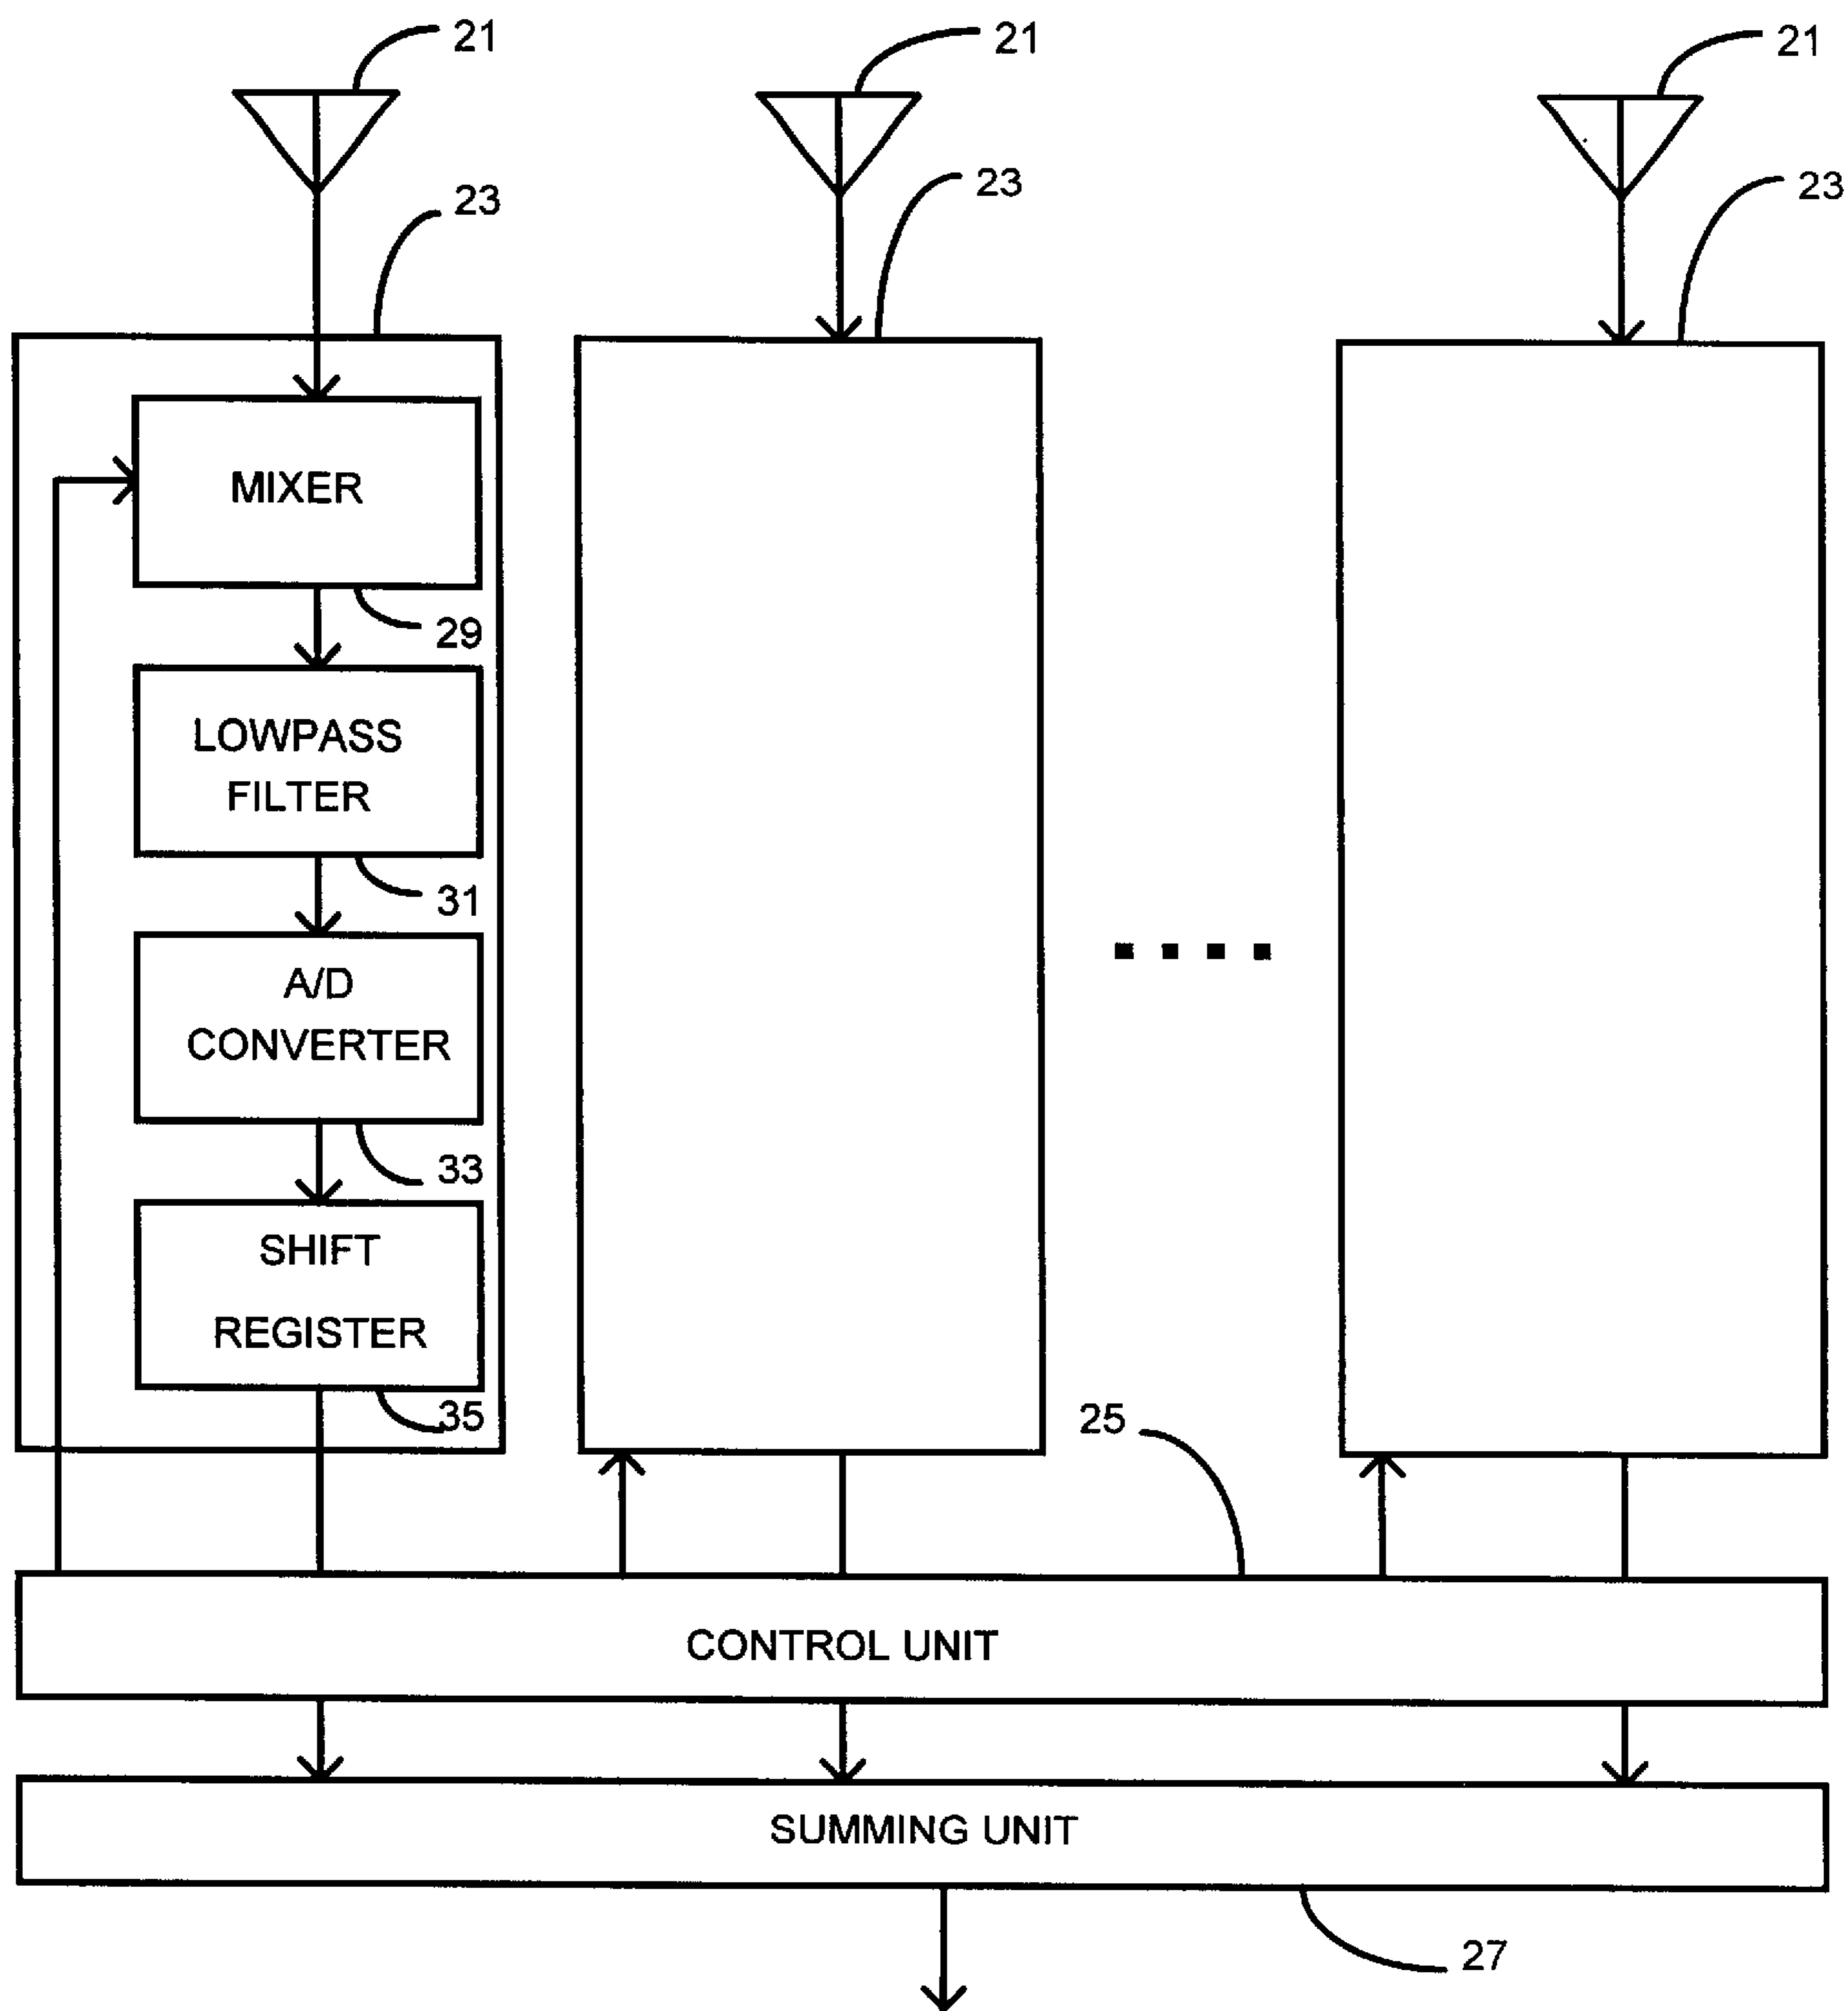 21
21
21
23
23
23
MIXER
29
LOWPASS
FILTER
31
A/D
CONVERTER
33
SHIFT
REGISTER
35
25
CONTROL UNIT
SUMMING UNIT
27